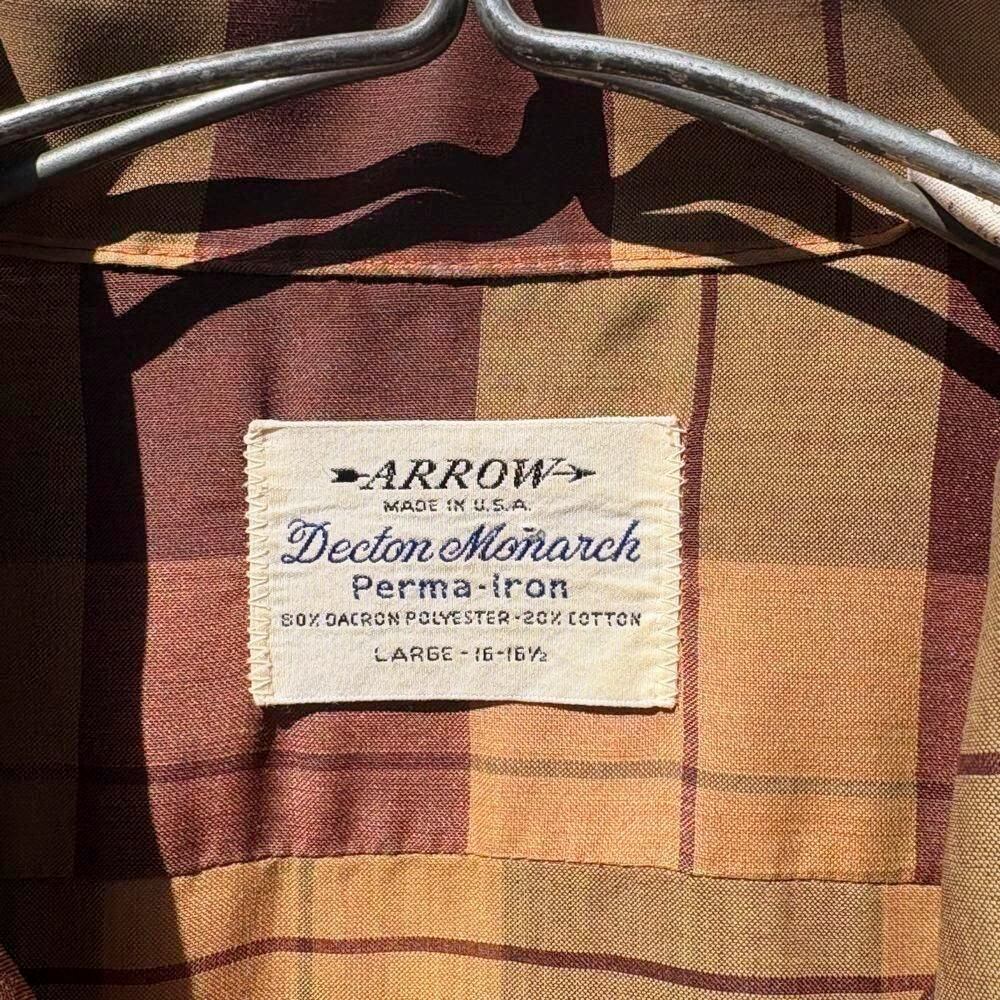 ARROW
MADE IN U.S.A.
Decton Monarch
Perma-Iron
80% DACRON POLYESTER-20% COTTON
LARGE - 16-16½